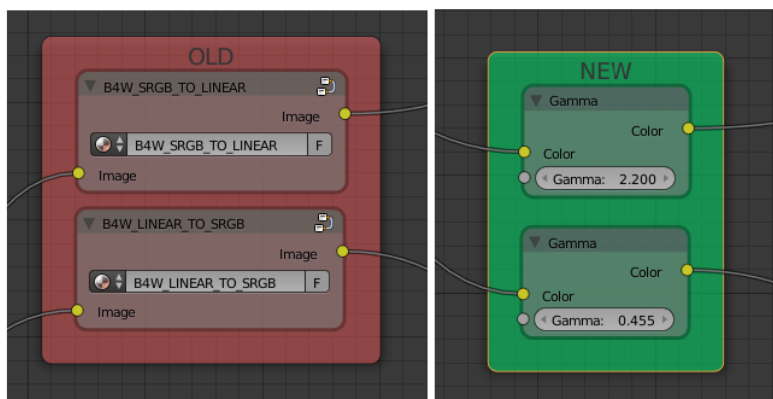 OLD
B4W_SRGB_TO_LINEAR
Image
B4W_SRGB_TO_LINEAR F
Image
B4W_LINEAR_TO_SRGB
Image
B4W_LINEAR_TO_SRGB F
Image
NEW
Gamma
Color
Color
Gamma: 2.200
Gamma
Color
Color
Gamma: 0.455